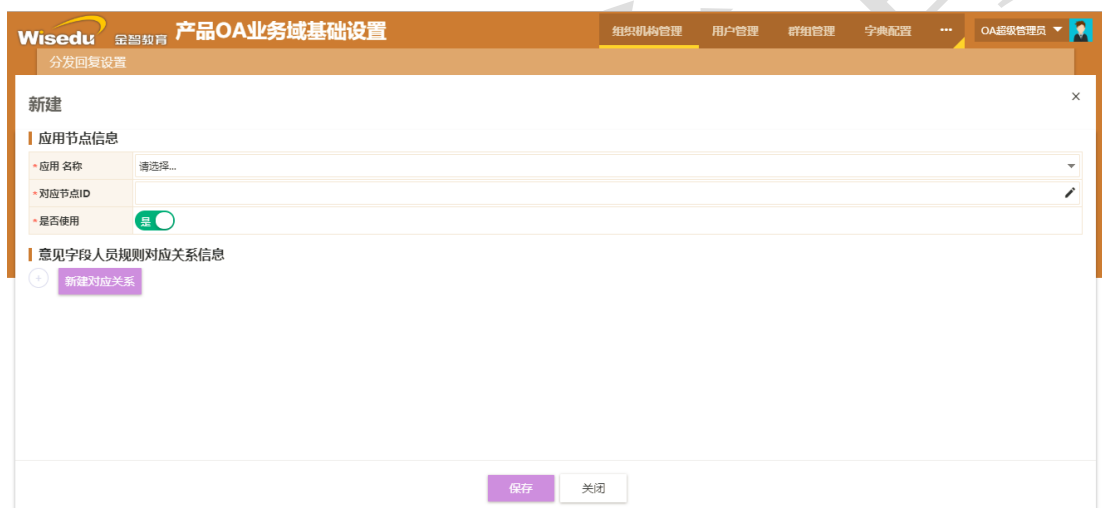 Wisedu 金智教育 产品OA业务域基础设置 组织机构管理 用户管理 群组管理 字典配置 ... OA超级管理员
分发回复设置
新建 ×
应用节点信息
* 应用 名称 请选择...
* 对应节点ID
* 是否使用 是
意见字段人员规则对应关系信息
+ 新建对应关系
保存 关闭